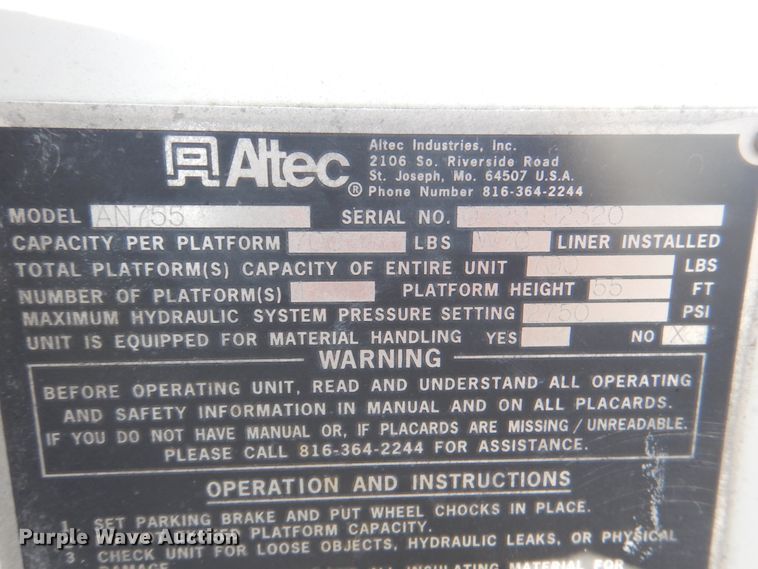 Altec®
Altec Industries, Inc.
2106 So. Riverside Road
St. Joseph, Mo. 64507 U.S.A.
Phone Number 816-364-2244
MODEL AN755 SERIAL NO.
CAPACITY PER PLATFORM LBS LINER INSTALLED
TOTAL PLATFORM(S) CAPACITY OF ENTIRE UNIT LBS
NUMBER OF PLATFORM(S) PLATFORM HEIGHT 55 FT
MAXIMUM HYDRAULIC SYSTEM PRESSURE SETTING 2750 PSI
UNIT IS EQUIPPED FOR MATERIAL HANDLING YES NO X
WARNING
BEFORE OPERATING UNIT, READ AND UNDERSTAND ALL OPERATING
AND SAFETY INFORMATION IN MANUAL AND ON ALL PLACARDS.
IF YOU DO NOT HAVE MANUAL OR, IF PLACARDS ARE MISSING/UNREADABLE,
PLEASE CALL 816-364-2244 FOR ASSISTANCE.
OPERATION AND INSTRUCTIONS
1. SET PARKING BRAKE AND PUT WHEEL CHOCKS IN PLACE.
PLATFORM CAPACITY.
3. CHECK UNIT FOR LOOSE OBJECTS, HYDRAULIC LEAKS, OR PHYSICAL
DAMAGE.
INSULATING MATERIAL FOR
Purple Wave Auction